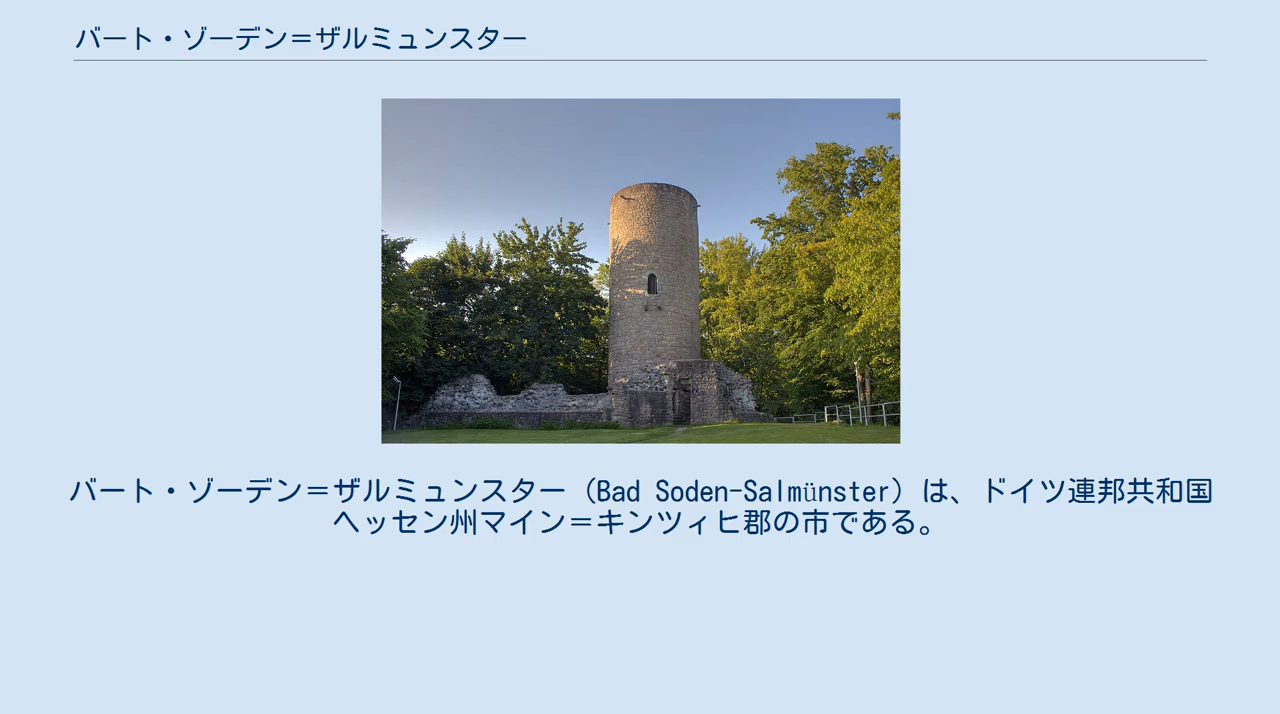 バート・ゾーデン＝ザルミュンスター
バート・ゾーデン＝ザルミュンスター（Bad Soden-Salmünster）は、ドイツ連邦共和国
ヘッセン州マイン＝キンツィヒ郡の市である。